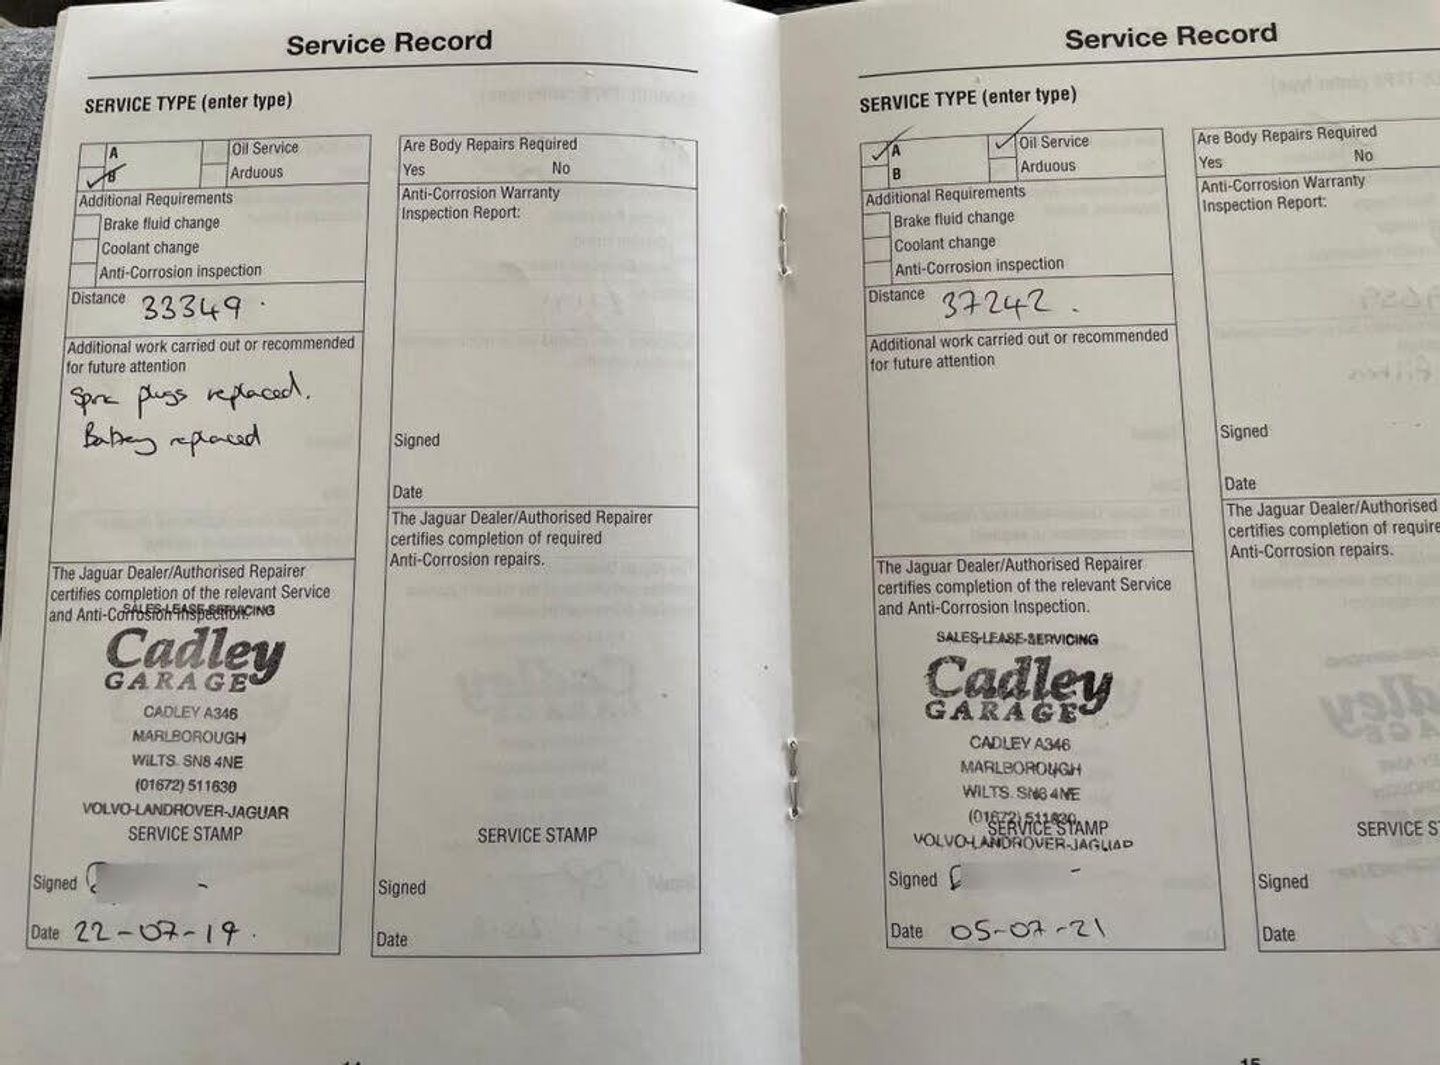 Service Record
SERVICE TYPE (enter type)
A
Oil Service
B
Arduous
Additional Requirements
Brake fluid change
Coolant change
Anti-Corrosion inspection
Distance 33349 .
Additional work carried out or recommended
for future attention
plugs replaced.
Battery replaced
The Jaguar Dealer/Authorised Repairer
certifies completion of the relevant Service
and Anti-Corrosion Inspection.
SALES-LEASE-SERVICING
Cadley
GARAGE
CADLEY A346
MARLBOROUGH
WILTS. SN8 4NE
(01672) 511630
VOLVO-LANDROVER-JAGUAR
SERVICE STAMP
Signed
Date 22-07-19.
Are Body Repairs Required
Yes No
Anti-Corrosion Warranty
Inspection Report:
Signed
Date
The Jaguar Dealer/Authorised Repairer
certifies completion of required
Anti-Corrosion repairs.
SERVICE STAMP
Signed
Date
Service Record
SERVICE TYPE (enter type)
A
Oil Service
B
Arduous
Additional Requirements
Brake fluid change
Coolant change
Anti-Corrosion inspection
Distance 37242 .
Additional work carried out or recommended
for future attention
The Jaguar Dealer/Authorised Repairer
certifies completion of the relevant Service
and Anti-Corrosion Inspection.
SALES-LEASE-SERVICING
Cadley
GARAGE
CADLEY A346
MARLBOROUGH
WILTS. SN8 4NE
(01672) 511630
SERVICE STAMP
VOLVO-LANDROVER-JAGUAR
Signed
Date 05-07-21
Are Body Repairs Required
Yes No
Anti-Corrosion Warranty
Inspection Report:
Signed
Date
The Jaguar Dealer/Authorised
certifies completion of require
Anti-Corrosion repairs.
SERVICE ST
Signed
Date
15